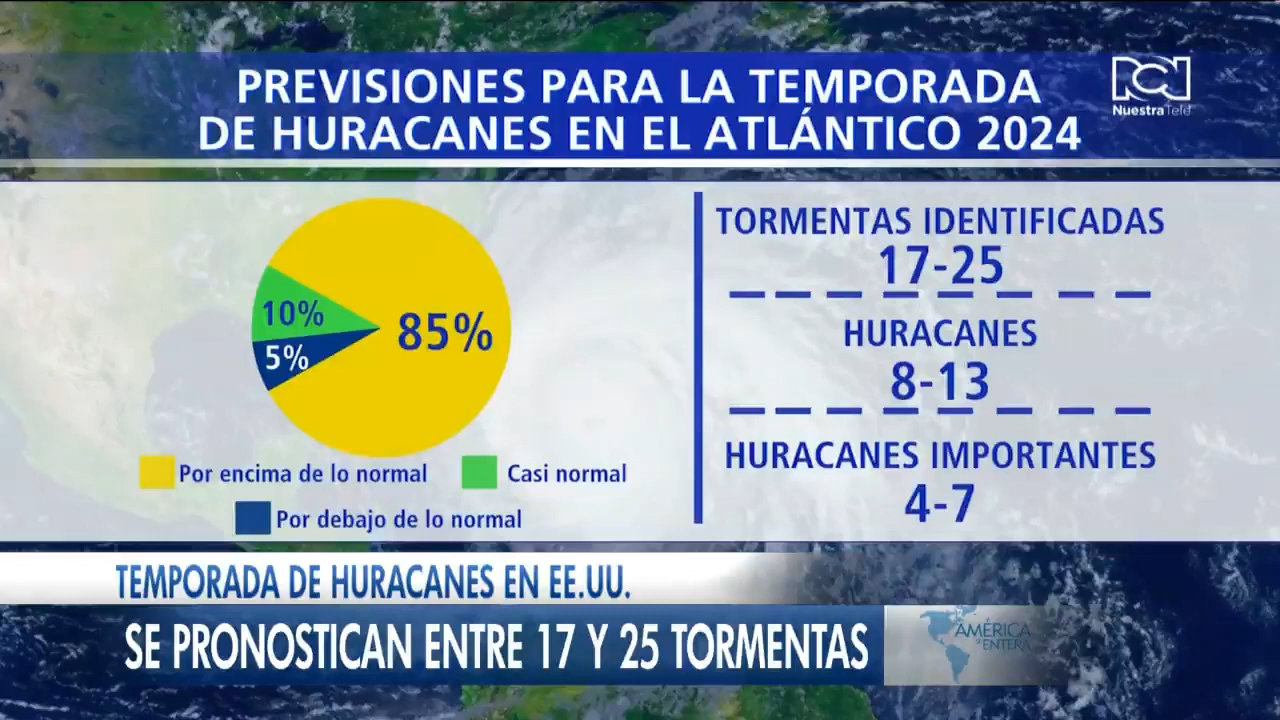 PREVISIONES PARA LA TEMPORADA
DE HURACANES EN EL ATLÁNTICO 2024
RCN
NuestraTele
10%
5%
85%
Por encima de lo normal
Casi normal
Por debajo de lo normal
TORMENTAS IDENTIFICADAS
17-25
HURACANES
8-13
HURACANES IMPORTANTES
4-7
TEMPORADA DE HURACANES EN EE.UU.
SE PRONOSTICAN ENTRE 17 Y 25 TORMENTAS
AMÉRICA
ENTERA